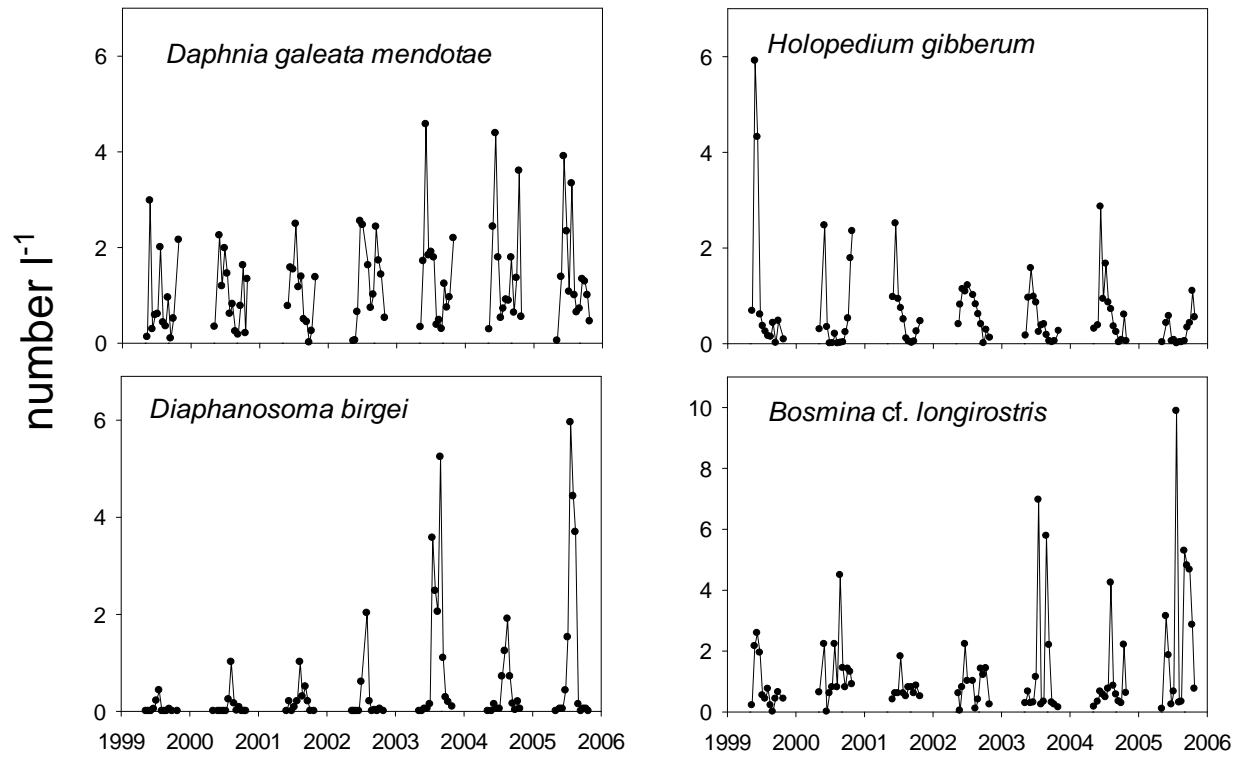 number l-1
Daphnia galeata mendotae
6
4
2
0
Holopedium gibberum
6
4
2
0
Diaphanosoma birgei
6
4
2
0
1999 2000 2001 2002 2003 2004 2005 2006
Bosmina cf. longirostris
10
8
6
4
2
0
1999 2000 2001 2002 2003 2004 2005 2006